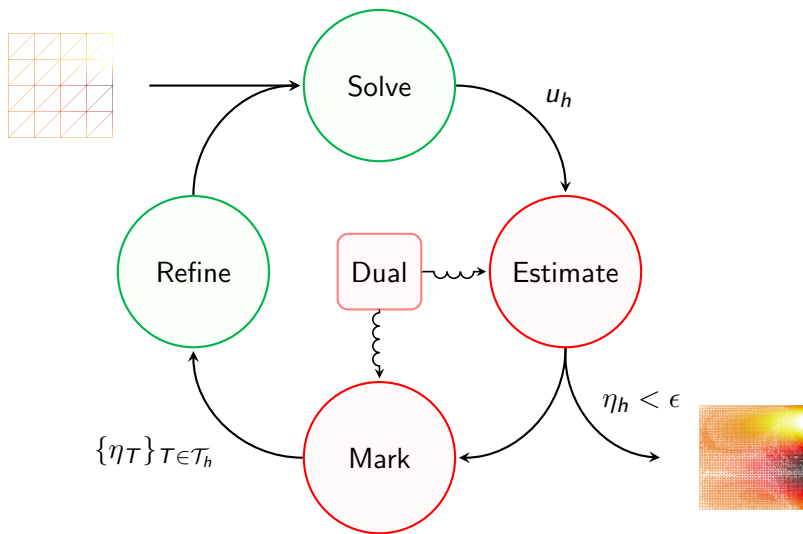 Solve
u_h
Refine
Dual
Estimate
η_h < ϵ
{η_T}_{T∈𝒯_h}
Mark